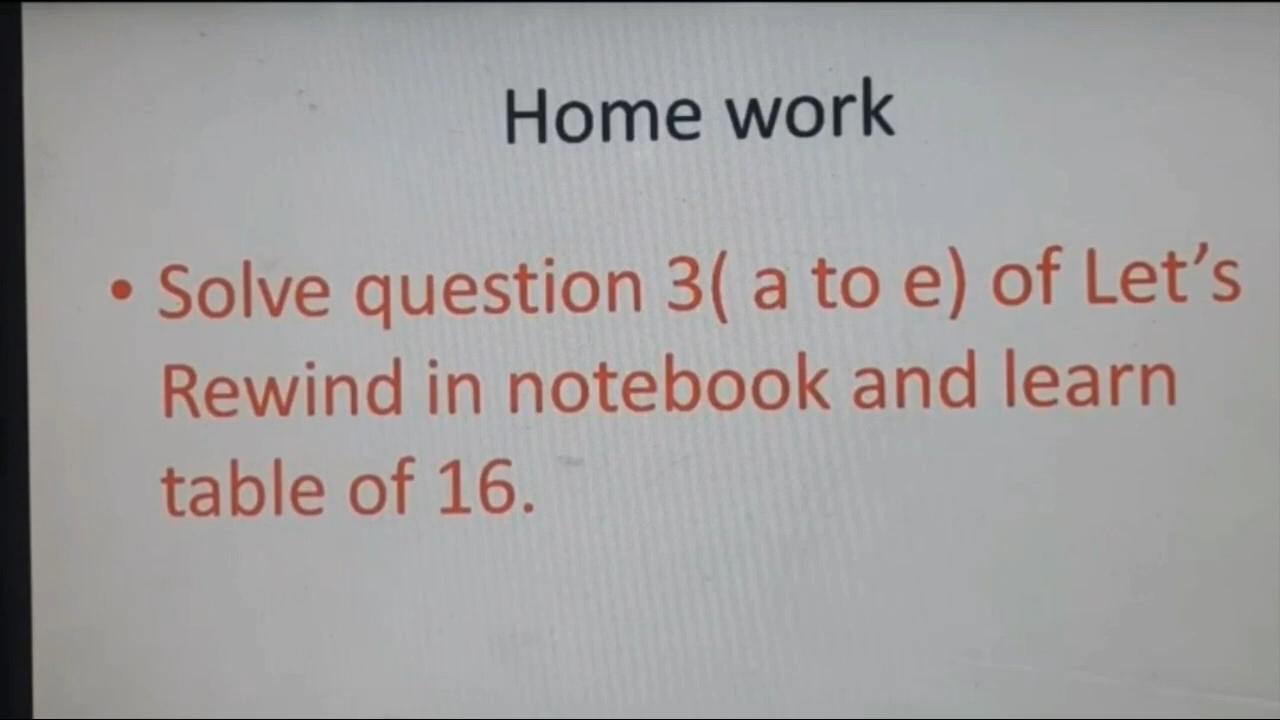 Home work
• Solve question 3( a to e) of Let's
Rewind in notebook and learn
table of 16.